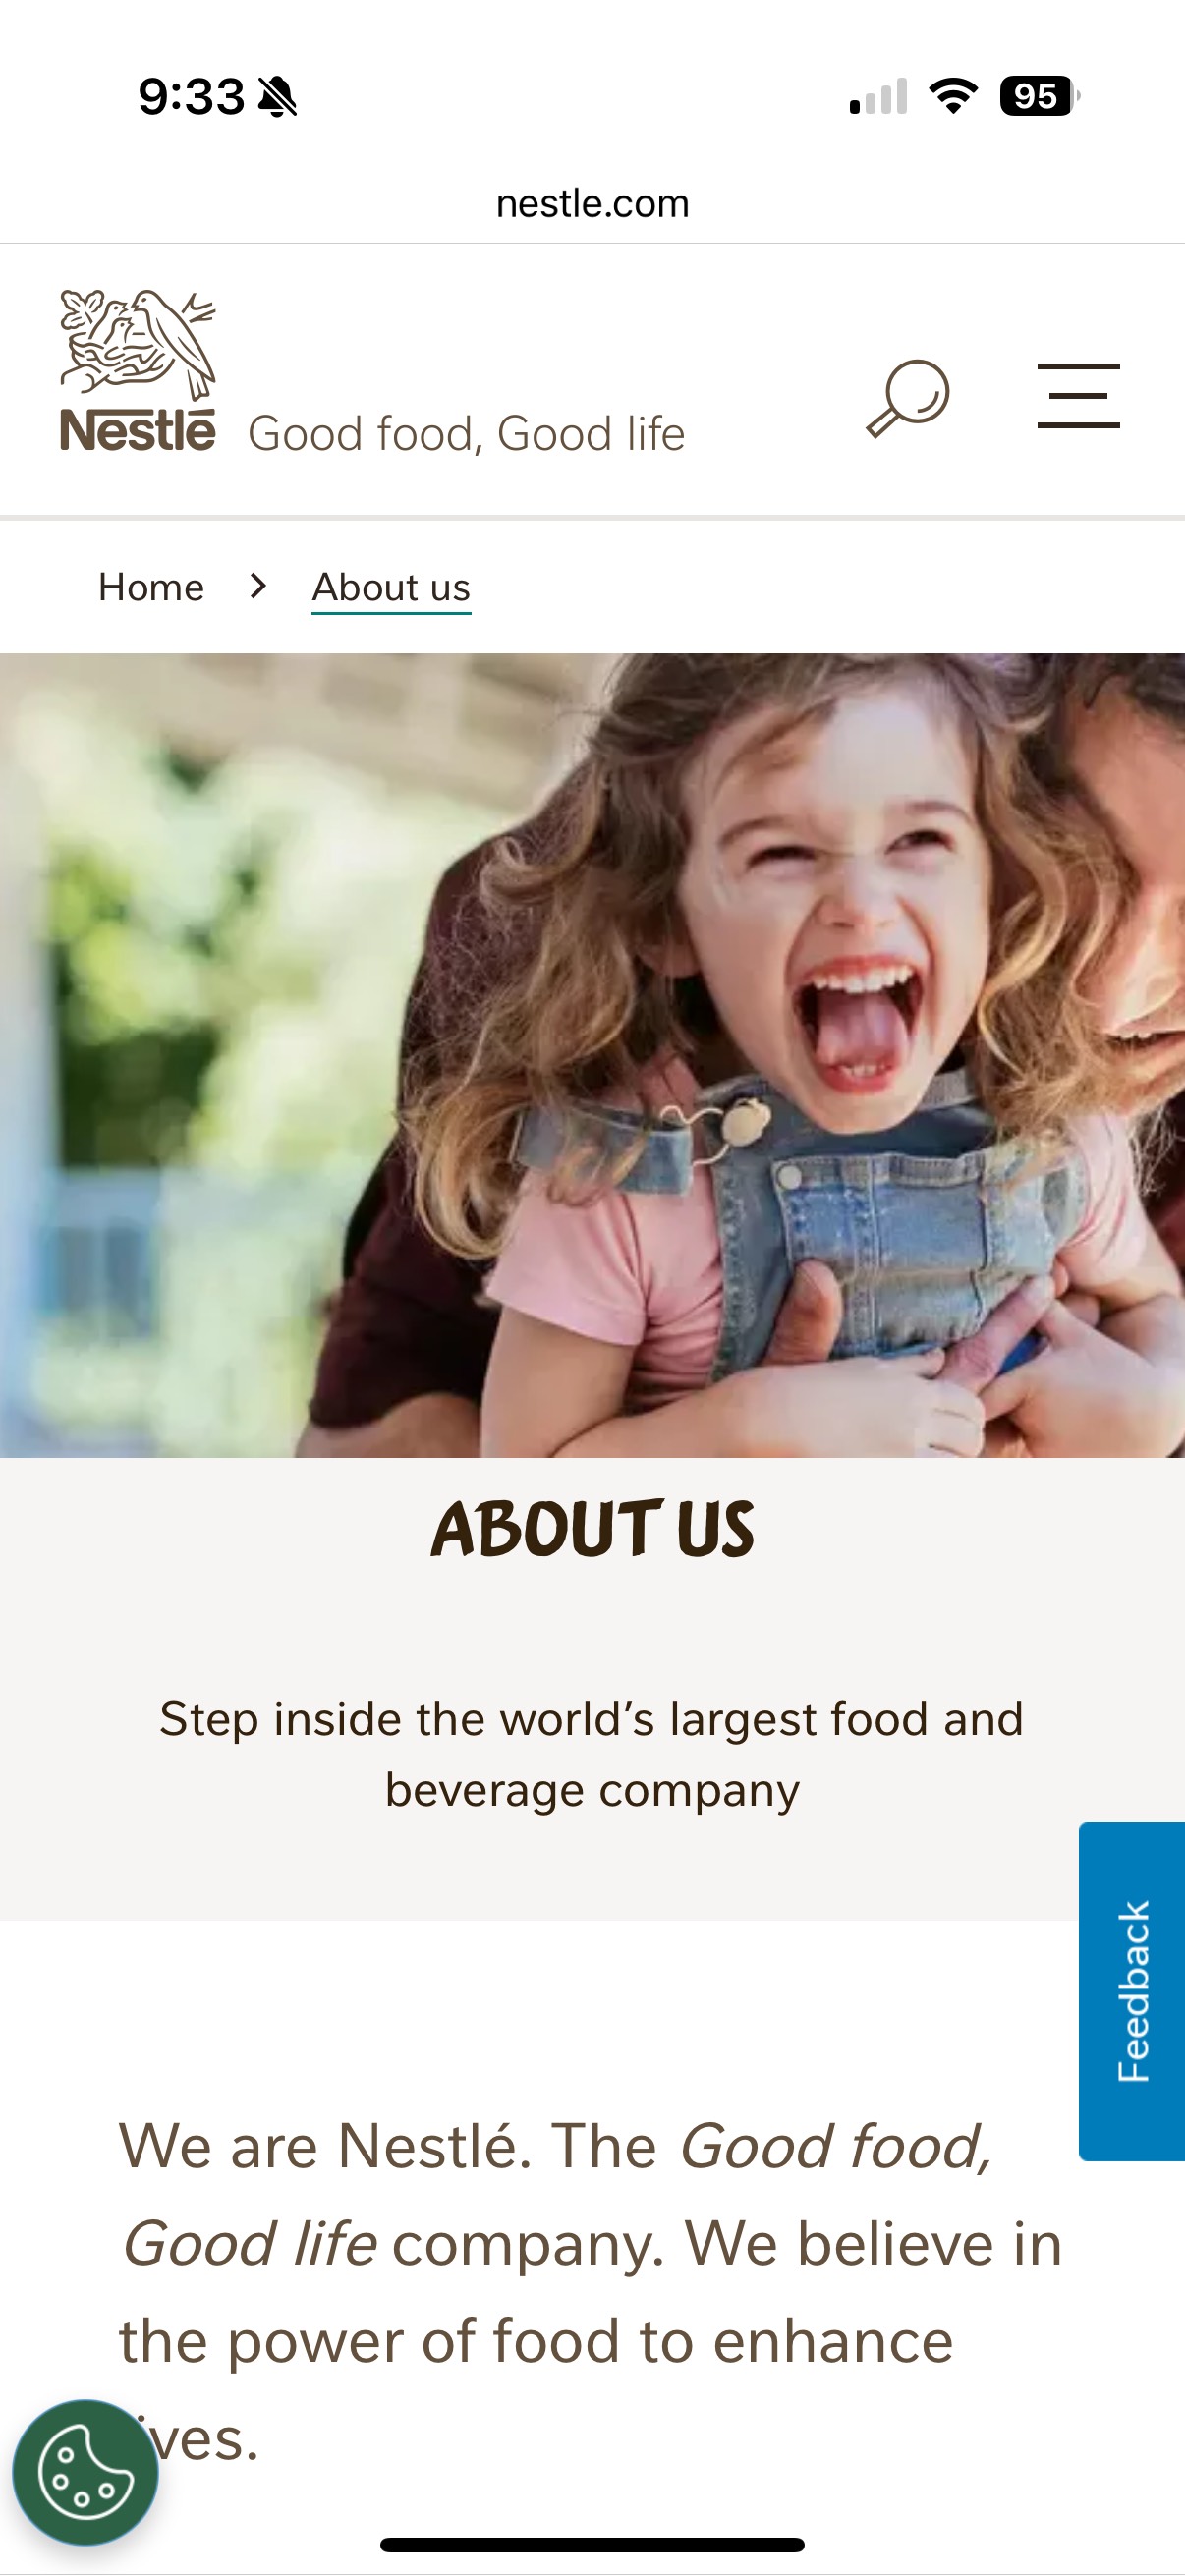 9:33
95
nestle.com
Nestlé Good food, Good life
Home > About us
ABOUT US
Step inside the world’s largest food and
beverage company
Feedback
We are Nestlé. The Good food,
Good life company. We believe in
the power of food to enhance
ives.